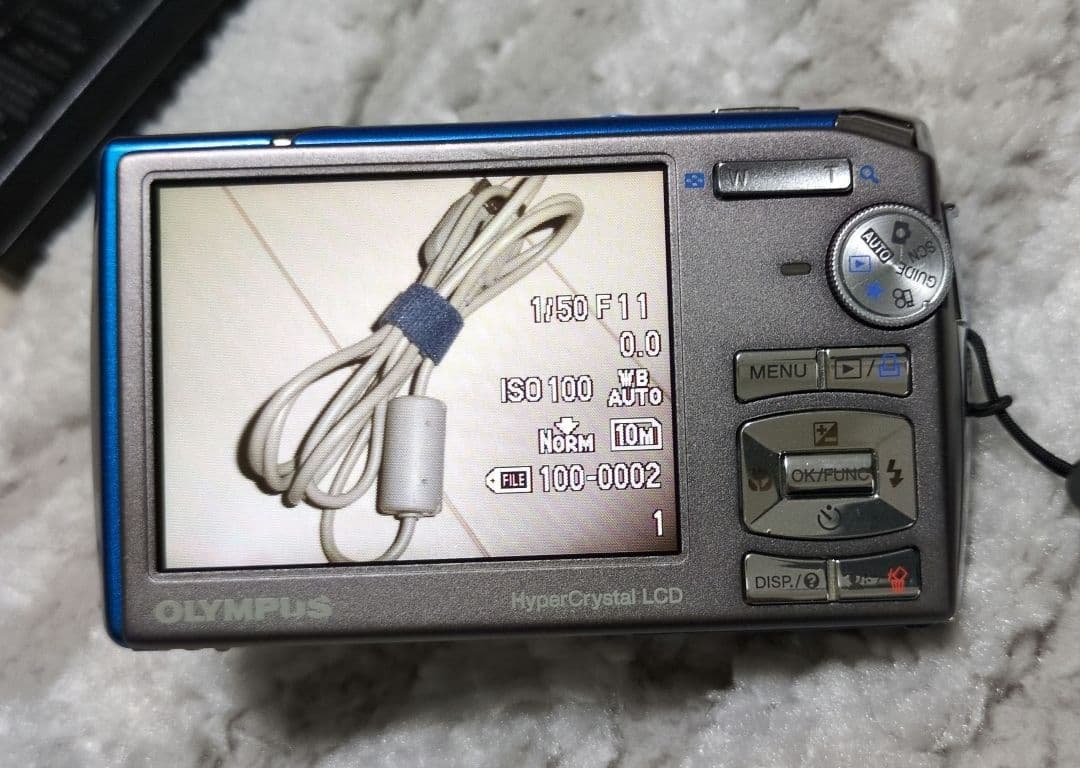 1/50 F11
0.0
ISO 100 WB AUTO
NORM 10M
FILE 100-0002
1
OLYMPUS
HyperCrystal LCD
W T
AUTO
SCN
GUIDE
MENU
OK/FUNC
DISP./?